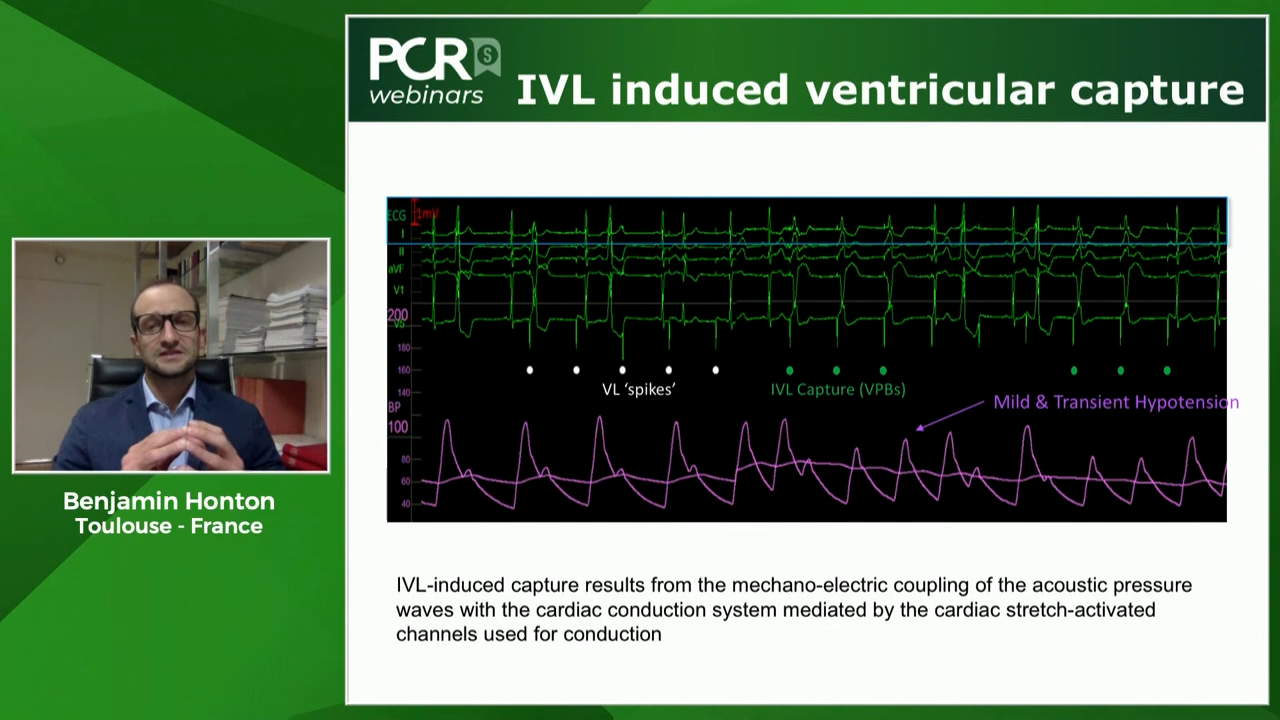 PCR S
webinars
IVL induced ventricular capture
ECG
1mV
I
II
aVF
V1
200
V5
180
160
VL ‘spikes’
IVL Capture (VPBs)
140
Mild & Transient Hypotension
BP
100
80
60
40
Benjamin Honton
Toulouse - France
IVL-induced capture results from the mechano-electric coupling of the acoustic pressure
waves with the cardiac conduction system mediated by the cardiac stretch-activated
channels used for conduction